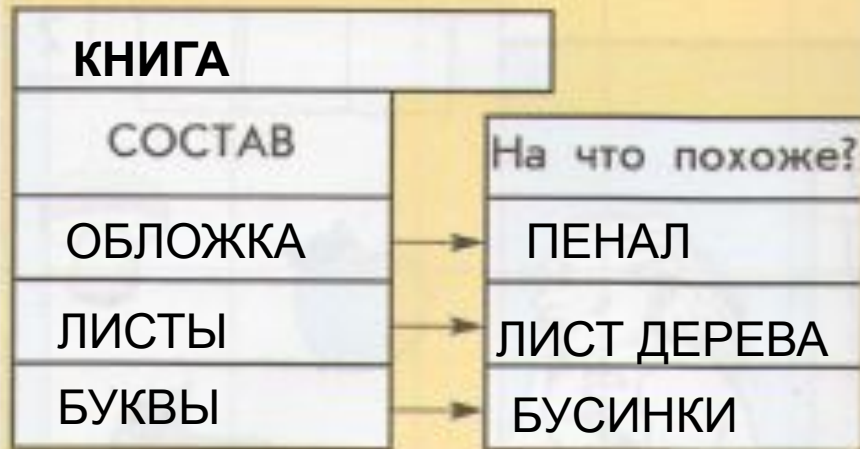 КНИГА
СОСТАВ
На что похоже?
ОБЛОЖКА
ПЕНАЛ
ЛИСТЫ
ЛИСТ ДЕРЕВА
БУКВЫ
БУСИНКИ